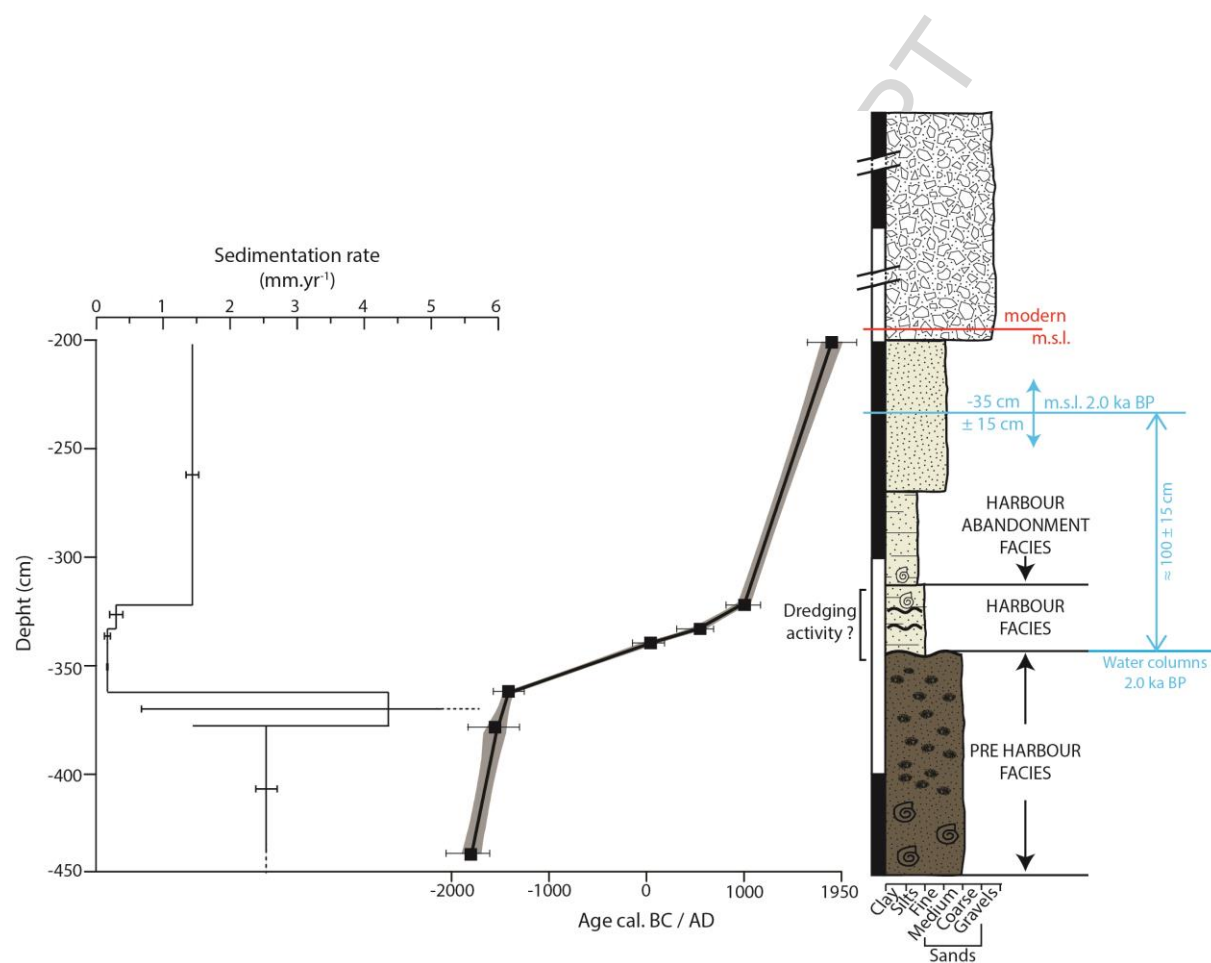 PT
Sedimentation rate
(mm.yr⁻¹)
0 1 2 3 4 5 6
-200
-250
-300
-350
-400
-450
Depht (cm)
-2000 -1000 0 1000 1950
Age cal. BC / AD
modern
m.s.l.
-35 cm
± 15 cm
m.s.l. 2.0 ka BP
≈ 100 ± 15 cm
HARBOUR
ABANDONMENT
FACIES
Dredging
activity ?
HARBOUR
FACIES
Water columns
2.0 ka BP
PRE HARBOUR
FACIES
Clay
Silts
Fine
Medium
Coarse
Gravels
Sands